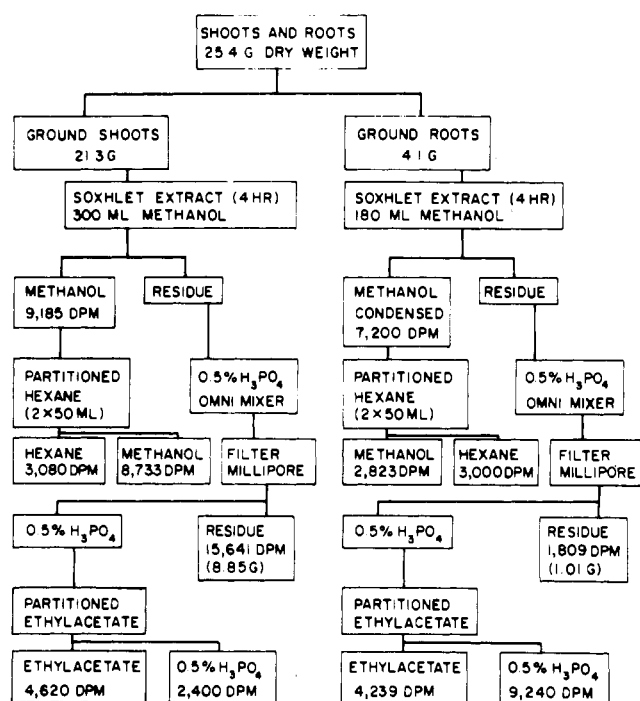 SHOOTS AND ROOTS
25.4 G DRY WEIGHT
GROUND SHOOTS
21.3 G
GROUND ROOTS
4.1 G
SOXHLET EXTRACT (4 HR)
300 ML METHANOL
SOXHLET EXTRACT (4 HR)
180 ML METHANOL
METHANOL
9,185 DPM
RESIDUE
METHANOL
CONDENSED
7,200 DPM
RESIDUE
PARTITIONED
HEXANE
(2 × 50 ML)
0.5% H₃PO₄
OMNI MIXER
PARTITIONED
HEXANE
(2 × 50 ML)
0.5% H₃PO₄
OMNI MIXER
HEXANE
3,080 DPM
METHANOL
8,733 DPM
FILTER
MILLIPORE
METHANOL
2,823 DPM
HEXANE
3,000 DPM
FILTER
MILLIPORE
0.5% H₃PO₄
RESIDUE
15,641 DPM
(8.85 G)
0.5% H₃PO₄
RESIDUE
1,809 DPM
(1.01 G)
PARTITIONED
ETHYLACETATE
PARTITIONED
ETHYLACETATE
ETHYLACETATE
4,620 DPM
0.5% H₃PO₄
2,400 DPM
ETHYLACETATE
4,239 DPM
0.5% H₃PO₄
9,240 DPM